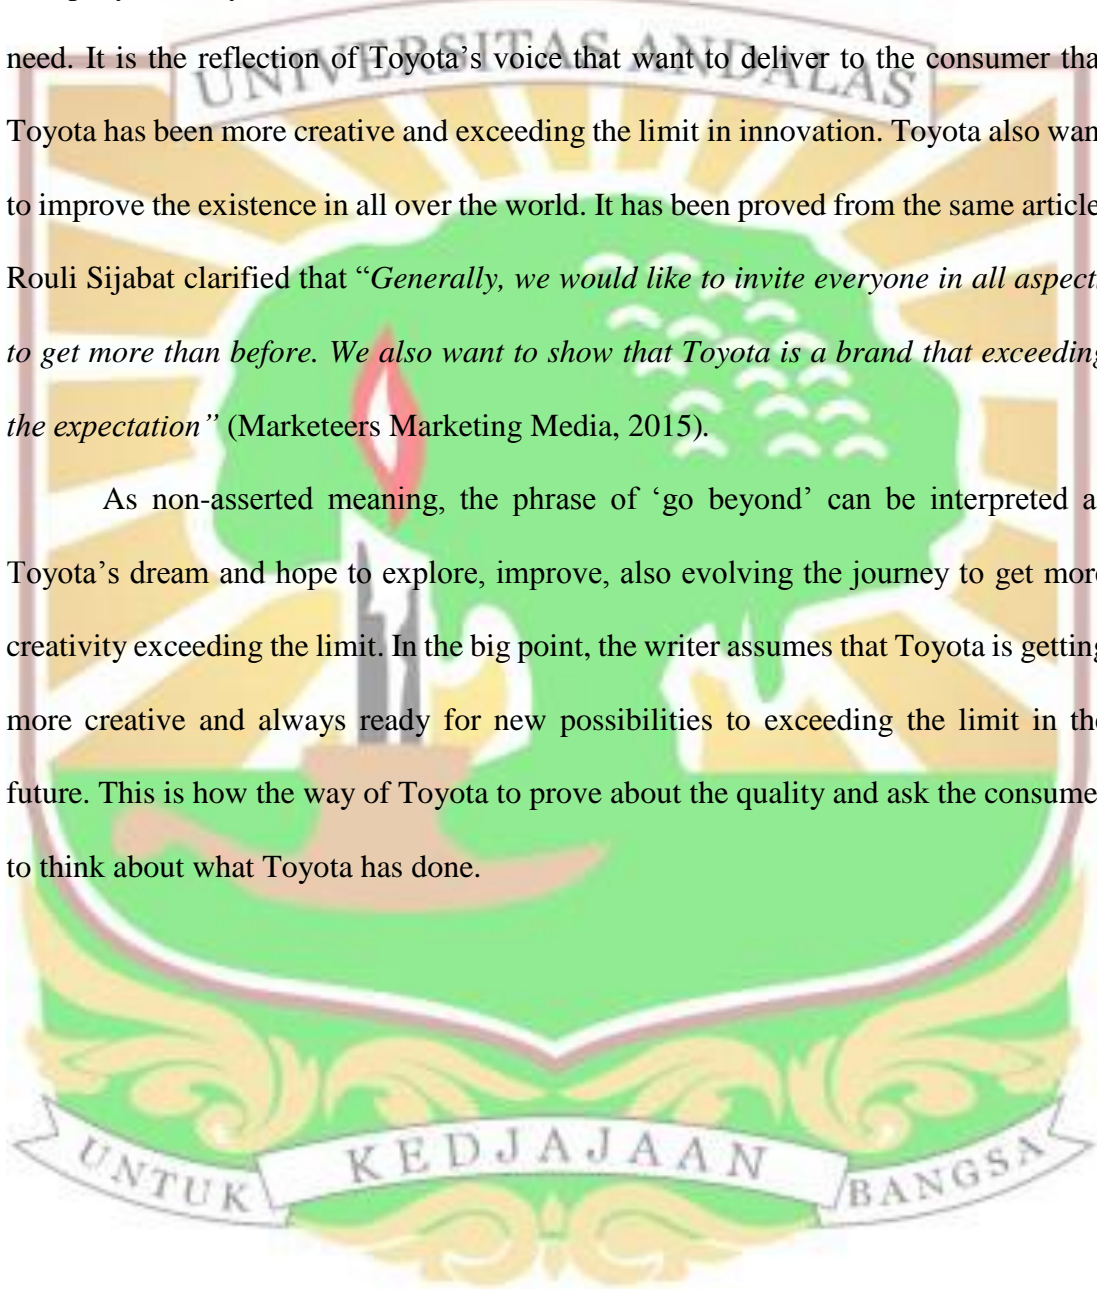 need. It is the reflection of Toyota’s voice that want to deliver to the consumer tha
Toyota has been more creative and exceeding the limit in innovation. Toyota also wan
to improve the existence in all over the world. It has been proved from the same article
Rouli Sijabat clarified that “Generally, we would like to invite everyone in all aspect
to get more than before. We also want to show that Toyota is a brand that exceeding
the expectation” (Marketeers Marketing Media, 2015).
As non-asserted meaning, the phrase of ‘go beyond’ can be interpreted a
Toyota’s dream and hope to explore, improve, also evolving the journey to get more
creativity exceeding the limit. In the big point, the writer assumes that Toyota is getting
more creative and always ready for new possibilities to exceeding the limit in the
future. This is how the way of Toyota to prove about the quality and ask the consume
to think about what Toyota has done.
UNIVERSITAS ANDALAS
UNTUK KEDJAJAAN BANGSA